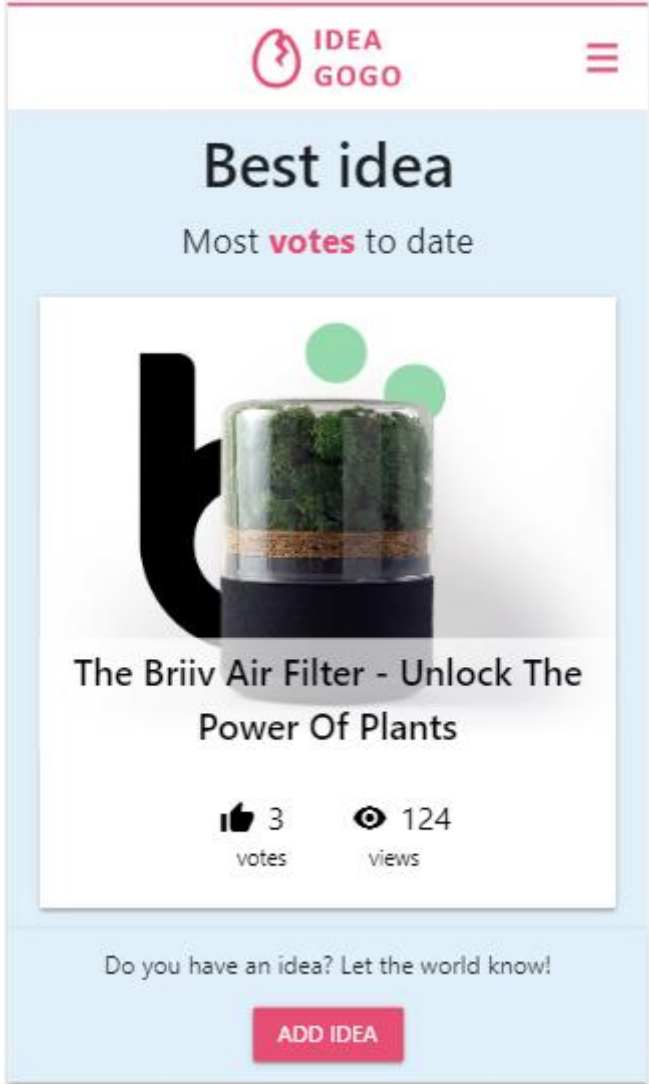 IDEA
GOGO
Best idea
Most votes to date
b
The Briiv Air Filter - Unlock The
Power Of Plants
3
124
votes
views
Do you have an idea? Let the world know!
ADD IDEA